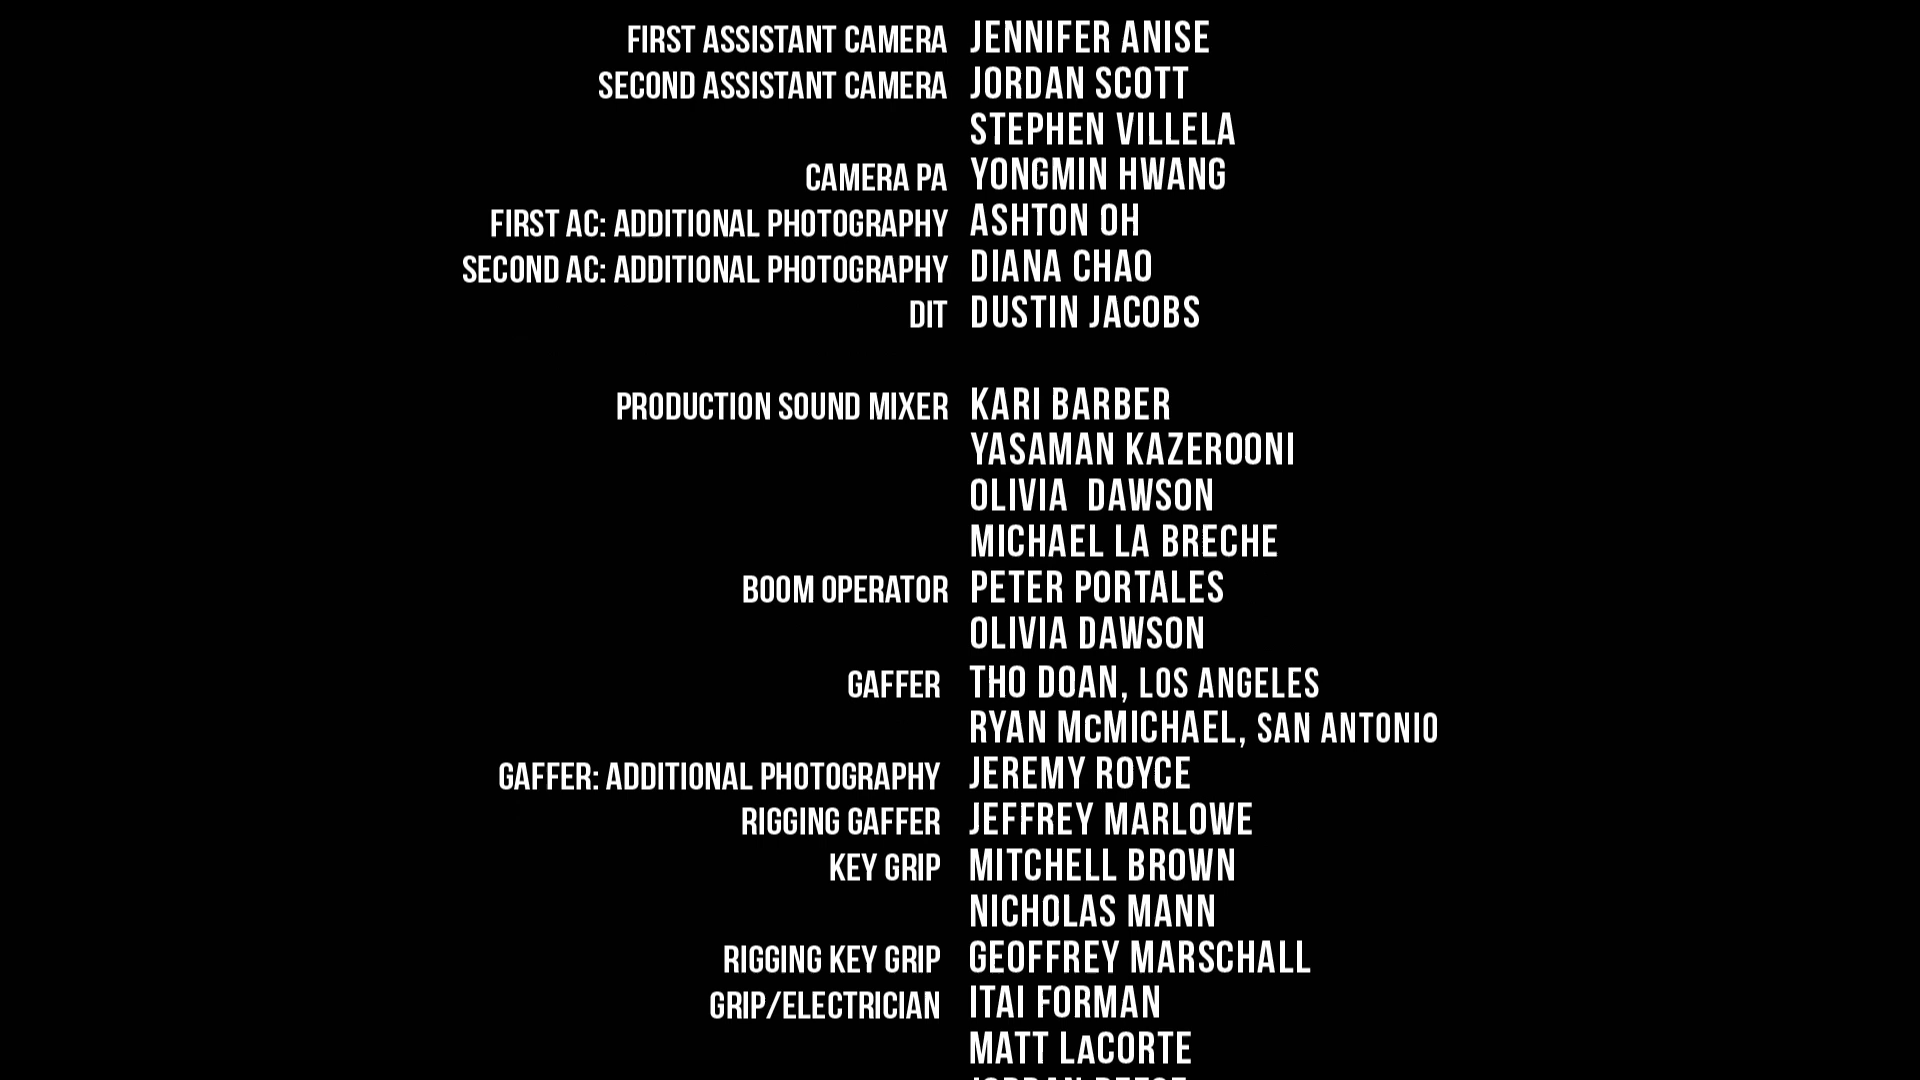 FIRST ASSISTANT CAMERA JENNIFER ANISE
SECOND ASSISTANT CAMERA JORDAN SCOTT
STEPHEN VILLELA
CAMERA PA YONGMIN HWANG
FIRST AC: ADDITIONAL PHOTOGRAPHY ASHTON OH
SECOND AC: ADDITIONAL PHOTOGRAPHY DIANA CHAO
DIT DUSTIN JACOBS
PRODUCTION SOUND MIXER KARI BARBER
YASAMAN KAZEROONI
OLIVIA DAWSON
MICHAEL LA BRECHE
BOOM OPERATOR PETER PORTALES
OLIVIA DAWSON
GAFFER THO DOAN, LOS ANGELES
RYAN McMICHAEL, SAN ANTONIO
GAFFER: ADDITIONAL PHOTOGRAPHY JEREMY ROYCE
RIGGING GAFFER JEFFREY MARLOWE
KEY GRIP MITCHELL BROWN
NICHOLAS MANN
RIGGING KEY GRIP GEOFFREY MARSCHALL
GRIP/ELECTRICIAN ITAI FORMAN
MATT LaCORTE